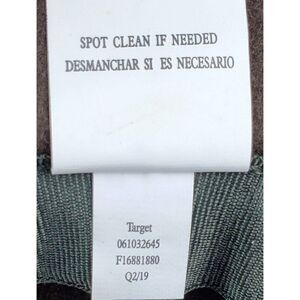 SPOT CLEAN IF NEEDED
DESMANCHAR SI ES NECESARIO
Target
061032645
F16881880
Q2/19